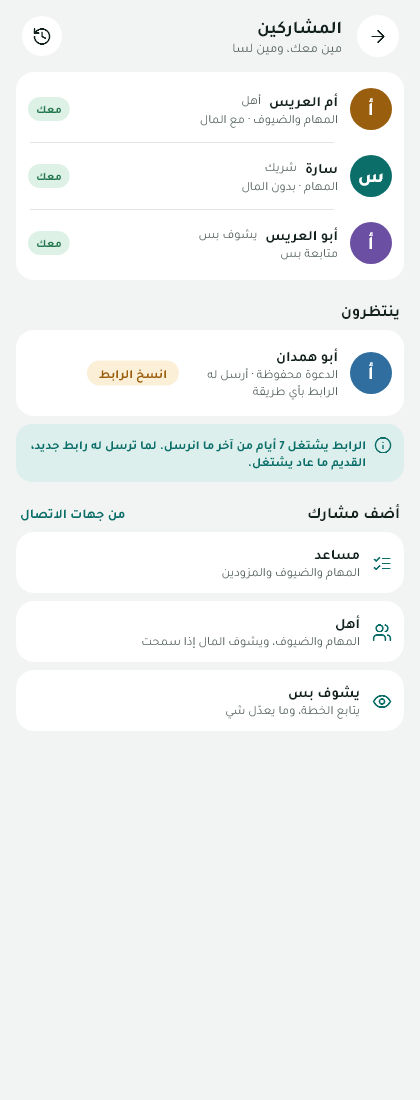 المشاركين
مين معك، ومين لسا
أ
أم العريس أهل
المهام والضيوف · مع المال
معك
س
سارة شريك
المهام · بدون المال
معك
أ
أبو العريس يشوف بس
متابعة بس
معك
ينتظرون
أ
أبو همدان
الدعوة محفوظة · أرسل له
الرابط بأي طريقة
انسخ الرابط
الرابط يشتغل 7 أيام من آخر ما انرسل. لما ترسل له رابط جديد،
القديم ما عاد يشتغل.
أضف مشارك
من جهات الاتصال
مساعد
المهام والضيوف والمزودين
أهل
المهام والضيوف، ويشوف المال إذا سمحت
يشوف بس
يتابع الخطة، وما يعدّل شي